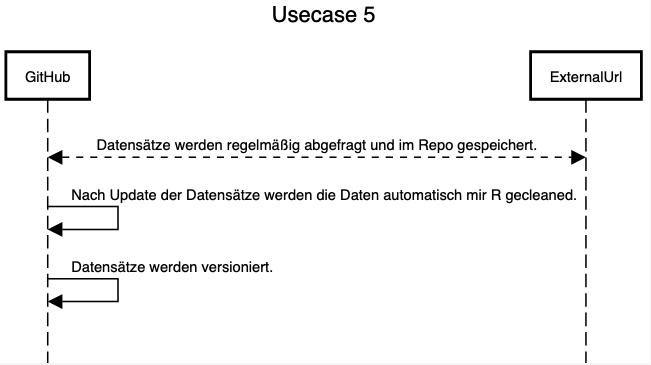 Usecase 5
GitHub
ExternalUrl
Datensätze werden regelmäßig abgefragt und im Repo gespeichert.
Nach Update der Datensätze werden die Daten automatisch mir R gecleaned.
Datensätze werden versioniert.